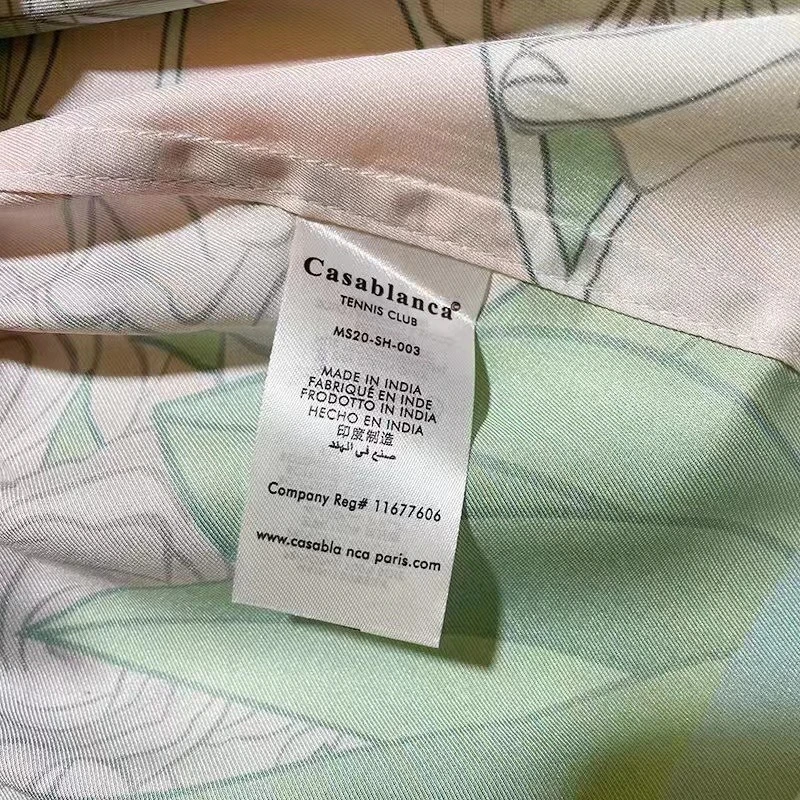 Casablanca©
TENNIS CLUB
MS20-SH-003
MADE IN INDIA
FABRIQUÉ EN INDE
PRODOTTO IN INDIA
HECHO EN INDIA
印度制造
صنع في الهند
Company Reg# 11677606
www.casabla nca paris.com